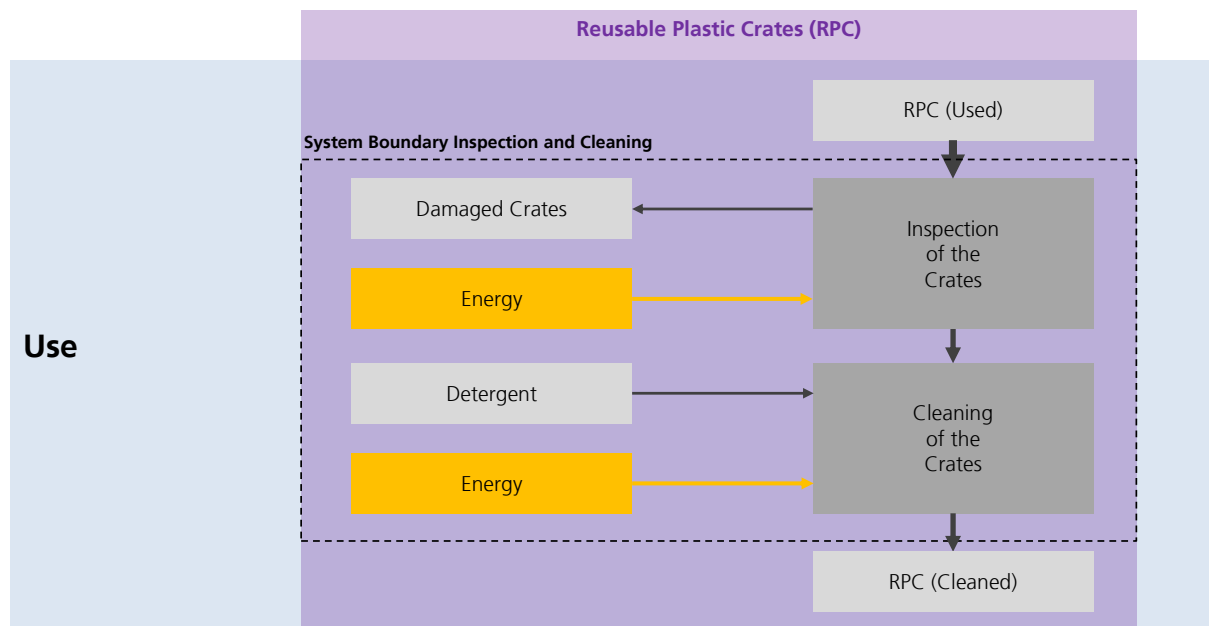 Reusable Plastic Crates (RPC)
RPC (Used)
System Boundary Inspection and Cleaning
Damaged Crates
Inspection
of the
Crates
Energy
Use
Detergent
Cleaning
of the
Crates
Energy
RPC (Cleaned)